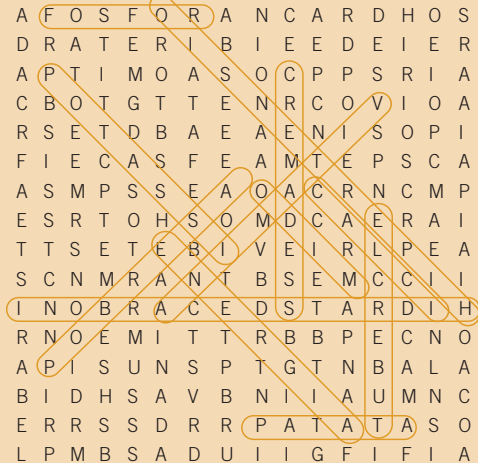 A F O S F O R A N C A R D H O S
D R A T E R I B I E E D E I E R
A P T I M O A S O C P P S R I A
C B O T G T T E N R C O V I O A
R S E T D B A E A E N I S O P I
F I E C A S F E A M T E P S C A
A S M P S S E A O A C R N C M P
E S R T O H S O M D C A E R A I
T T S E T E B I V E I R L P E A
S C N M R A N T B S E M C C I I
I N O B R A C E D S T A R D I H
R N O E M I T T R B B P E C N O
A P I S U N S P T G T N B A L A
B I D H S A V B N I I A U M N C
E R R S S D R R P A T A T A S O
L P M B S A D U I I G F I F I A